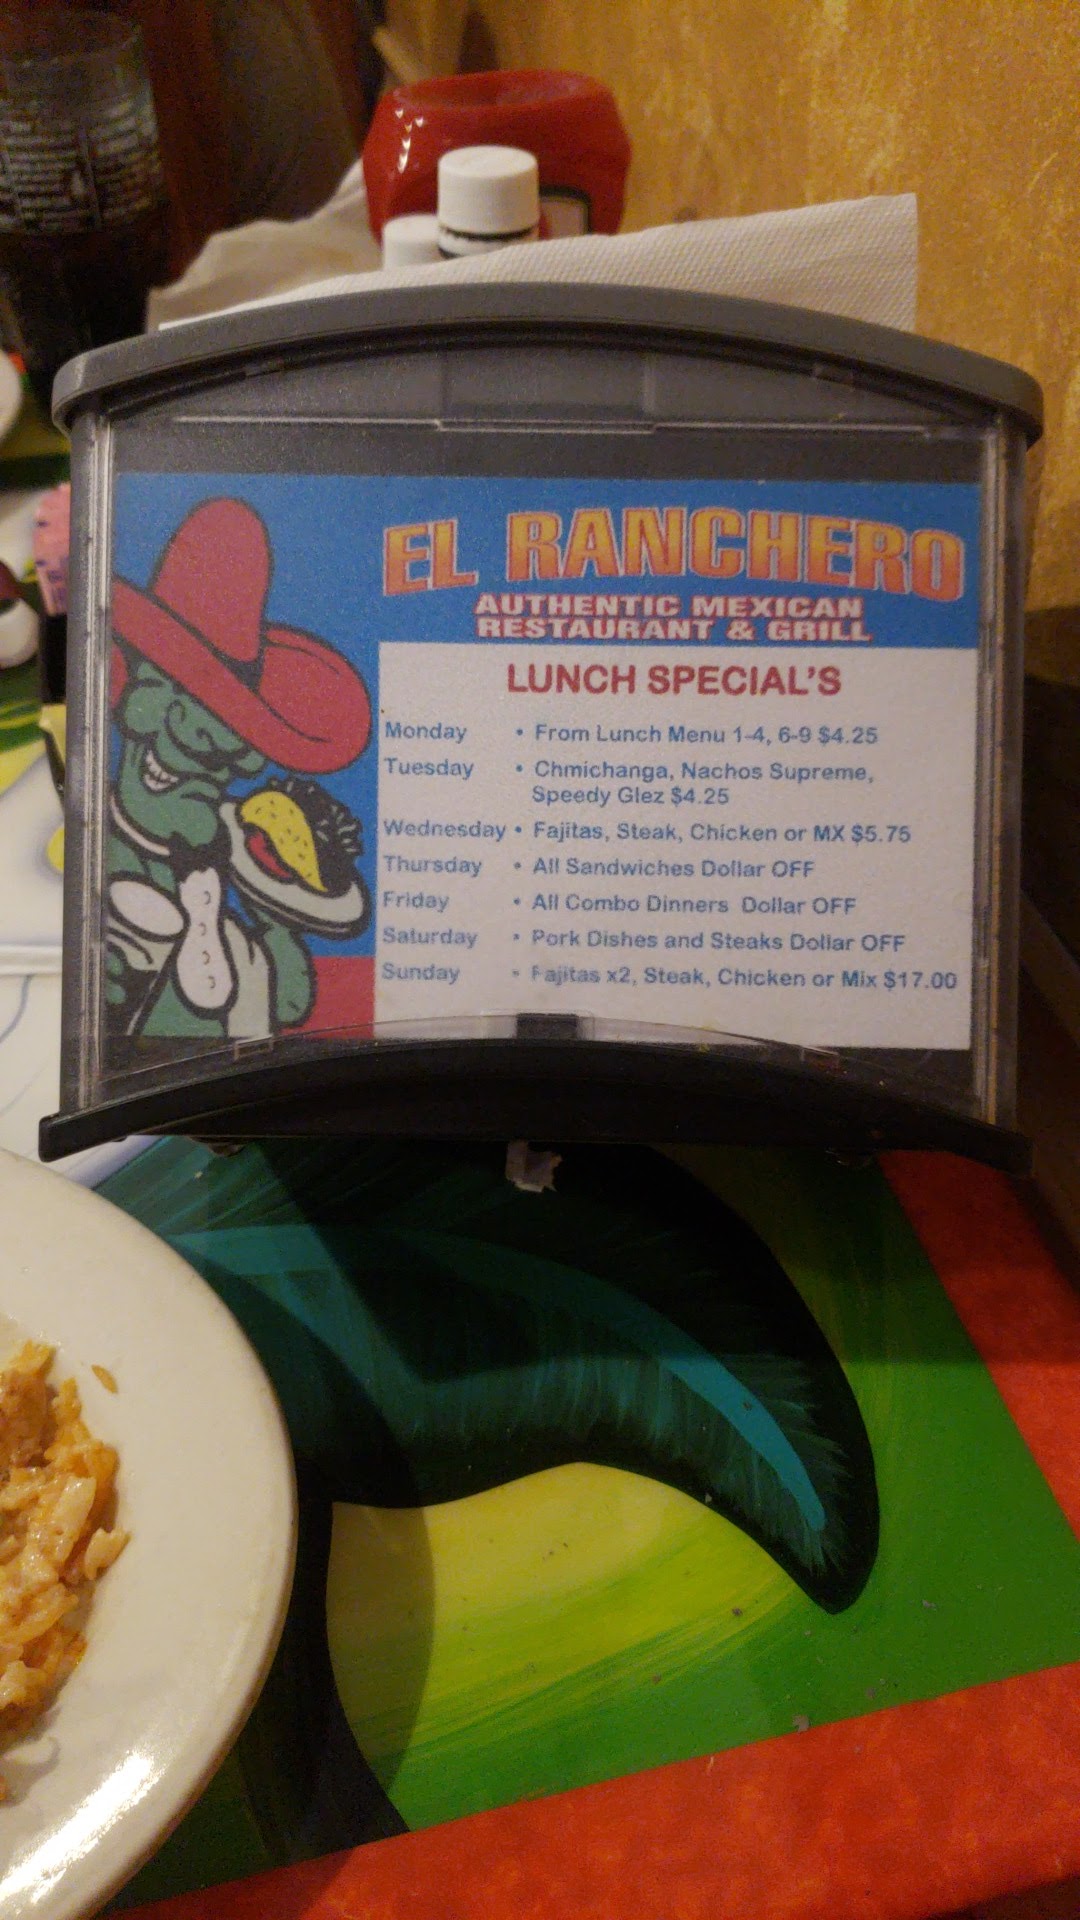 EL RANCHERO
AUTHENTIC MEXICAN
RESTAURANT & GRILL
LUNCH SPECIAL'S
Monday • From Lunch Menu 1-4, 6-9 $4.25
Tuesday • Chmichanga, Nachos Supreme,
Speedy Glez $4.25
Wednesday • Fajitas, Steak, Chicken or MX $5.75
Thursday • All Sandwiches Dollar OFF
Friday • All Combo Dinners Dollar OFF
Saturday • Pork Dishes and Steaks Dollar OFF
Sunday • Fajitas x2, Steak, Chicken or Mix $17.00